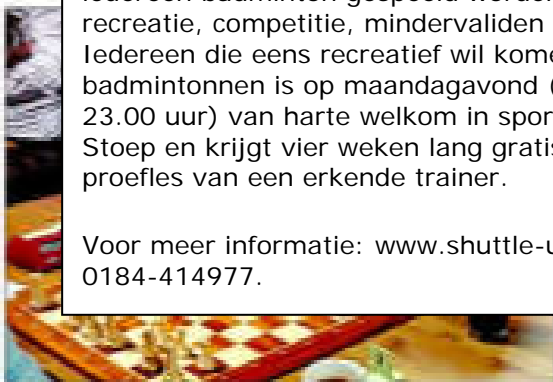 recreatie, competitie, mindervaliden
Iedereen die eens recreatief wil kome
badmintonnen is op maandagavond (
23.00 uur) van harte welkom in spor
Stoep en krijgt vier weken lang gratis
proefles van een erkende trainer.
Voor meer informatie: www.shuttle-u
0184-414977.